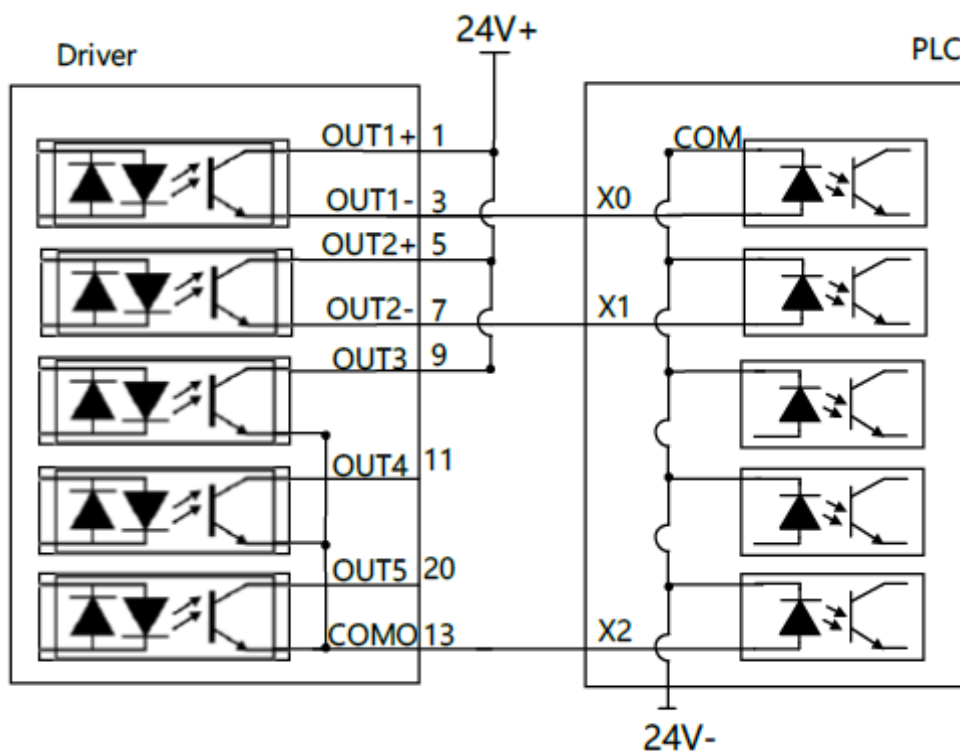 24V+
Driver
PLC
OUT1+ 1
COM
OUT1- 3
X0
OUT2+ 5
OUT2- 7
X1
OUT3 9
OUT4 11
OUT5 20
COMO 13
X2
24V-